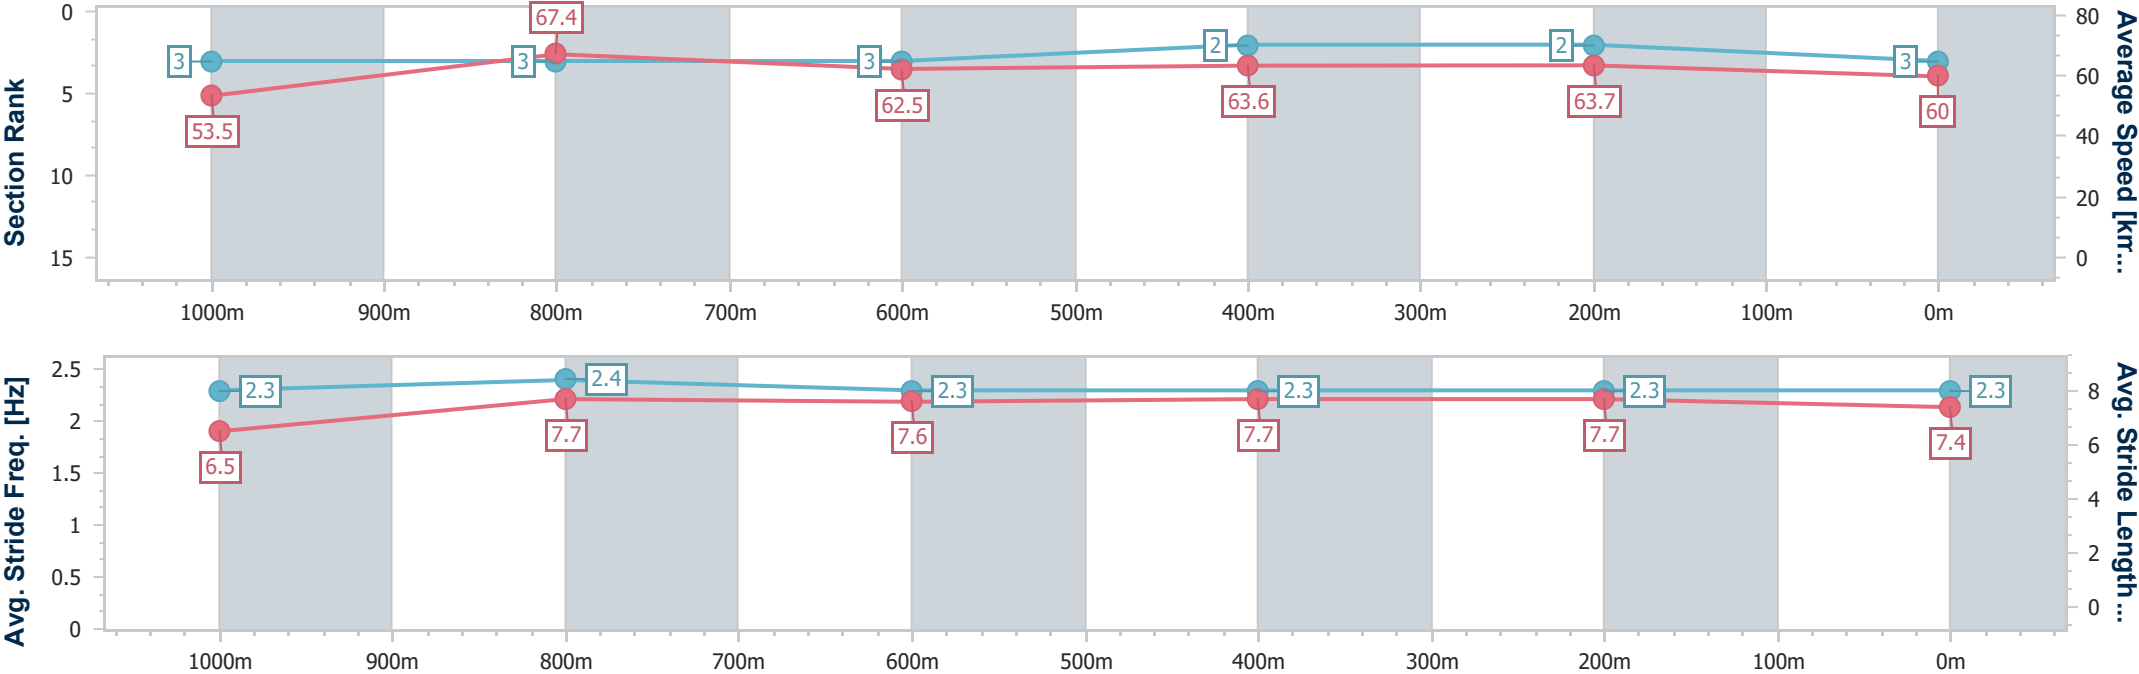 Section Rank
0
5
10
15
3
3
3
2
2
3
53.5
67.4
62.5
63.6
63.7
60
80
60
40
20
0
Average Speed [km...
1000m
900m
800m
700m
600m
500m
400m
300m
200m
100m
0m
Avg. Stride Freq. [Hz]
2.5
2
1.5
1
0.5
0
2.3
2.4
2.3
2.3
2.3
2.3
6.5
7.7
7.6
7.7
7.7
7.4
8
6
4
2
0
Avg. Stride Length ...
1000m
900m
800m
700m
600m
500m
400m
300m
200m
100m
0m